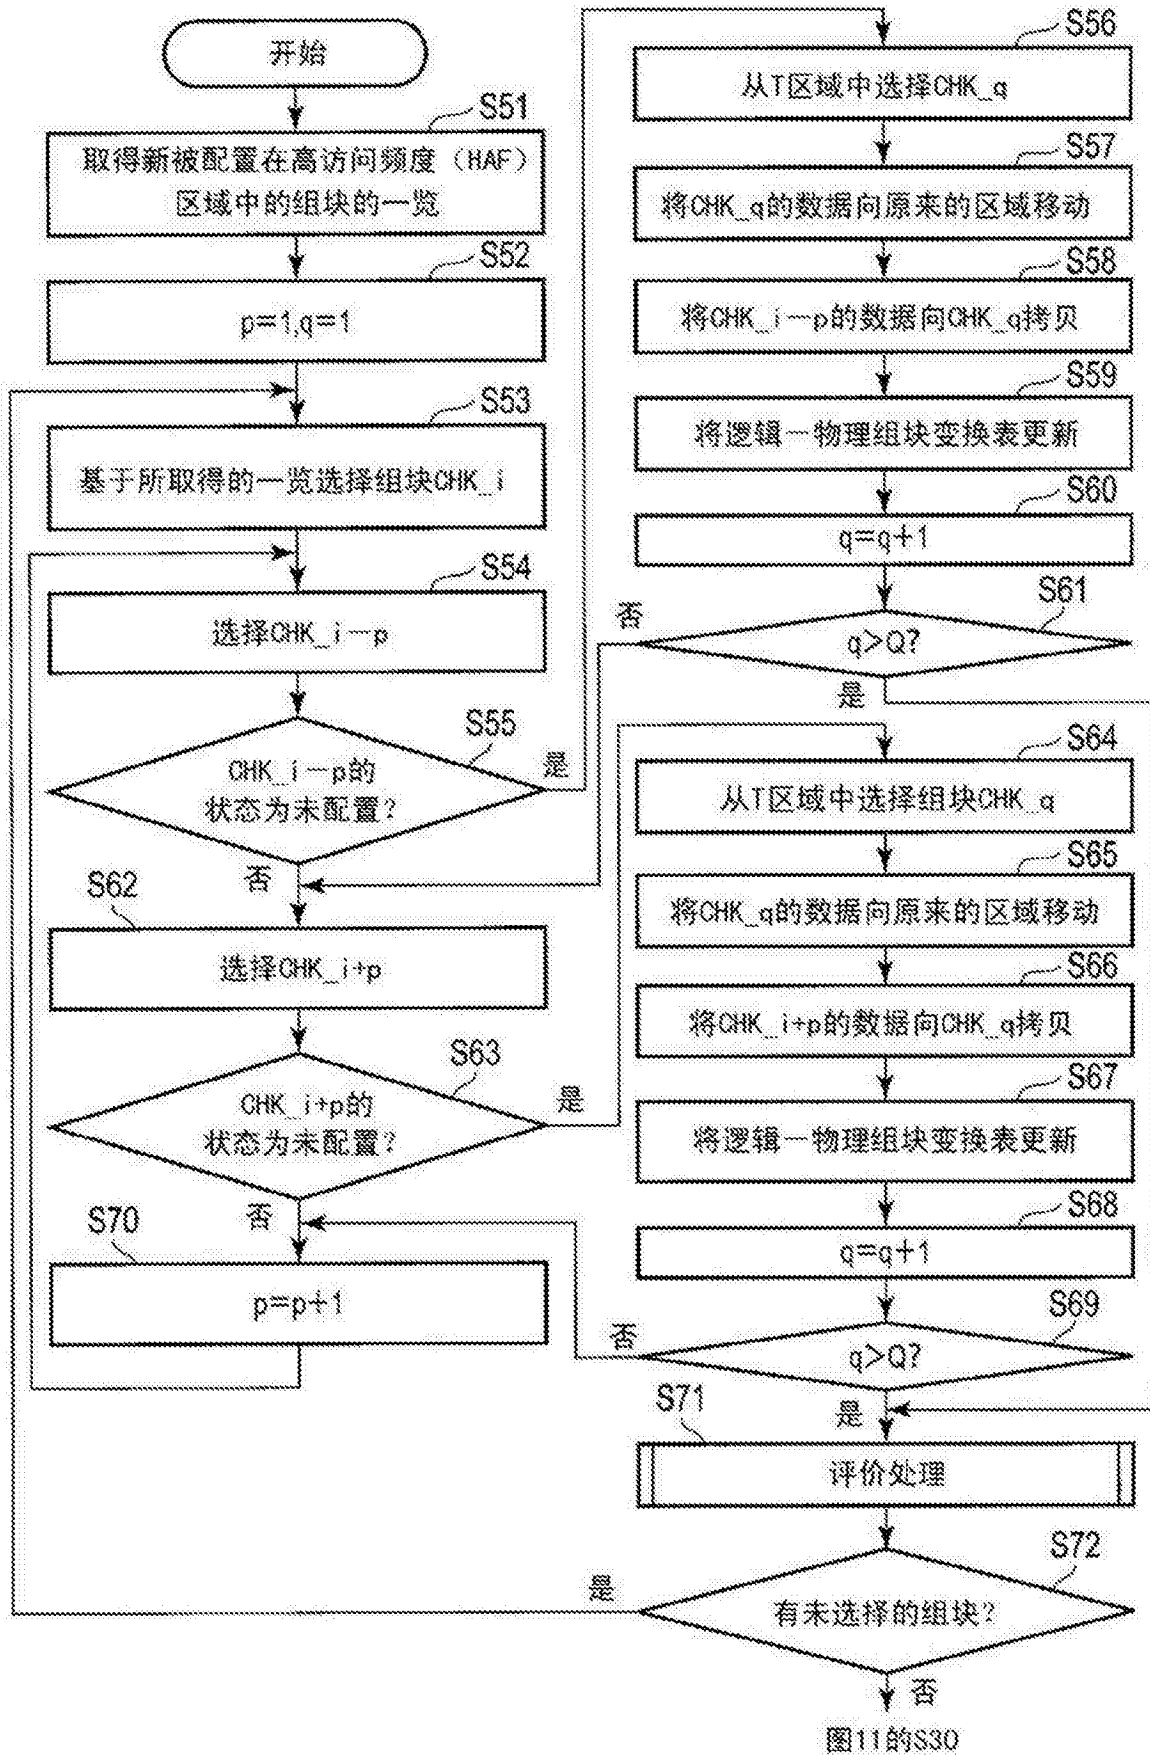 开始
S51
取得新被配置在高访问频度（HAF）
区域中的组块的一览
S52
p=1,q=1
S53
基于所取得的一览选择组块CHK_i
S54
选择CHK_i－p
S55
CHK_i－p的
状态为未配置？
是
否
S62
选择CHK_i+p
S63
CHK_i+p的
状态为未配置？
是
否
S70
p=p+1
S56
从T区域中选择CHK_q
S57
将CHK_q的数据向原来的区域移动
S58
将CHK_i－p的数据向CHK_q拷贝
S59
将逻辑－物理组块变换表更新
S60
q=q+1
S61
q>Q?
否
是
S64
从T区域中选择组块CHK_q
S65
将CHK_q的数据向原来的区域移动
S66
将CHK_i+p的数据向CHK_q拷贝
S67
将逻辑－物理组块变换表更新
S68
q=q+1
S69
q>Q?
否
是
S71
评价处理
S72
有未选择的组块？
是
否
图11的S30